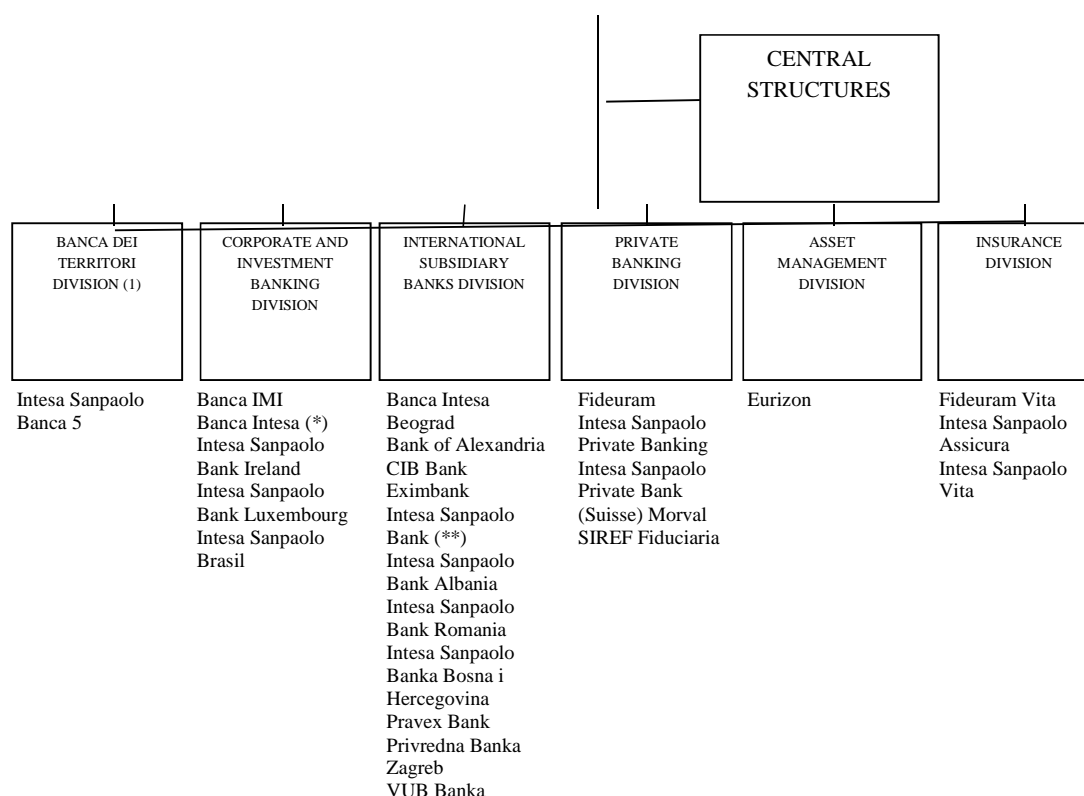 CENTRAL
STRUCTURES
BANCA DEI
TERRITORI
DIVISION (1)
CORPORATE AND
INVESTMENT
BANKING
DIVISION
INTERNATIONAL
SUBSIDIARY
BANKS DIVISION
PRIVATE
BANKING
DIVISION
ASSET
MANAGEMENT
DIVISION
INSURANCE
DIVISION
Intesa Sanpaolo
Banca 5
Banca IMI
Banca Intesa (*)
Intesa Sanpaolo
Bank Ireland
Intesa Sanpaolo
Bank Luxembourg
Intesa Sanpaolo
Brasil
Banca Intesa
Beograd
Bank of Alexandria
CIB Bank
Eximbank
Intesa Sanpaolo
Bank (**)
Intesa Sanpaolo
Bank Albania
Intesa Sanpaolo
Bank Romania
Intesa Sanpaolo
Banka Bosna i
Hercegovina
Pravex Bank
Privredna Banka
Zagreb
VUB Banka
Fideuram
Intesa Sanpaolo
Private Banking
Intesa Sanpaolo
Private Bank
(Suisse) Morval
SIREF Fiduciaria
Eurizon
Fideuram Vita
Intesa Sanpaolo
Assicura
Intesa Sanpaolo
Vita